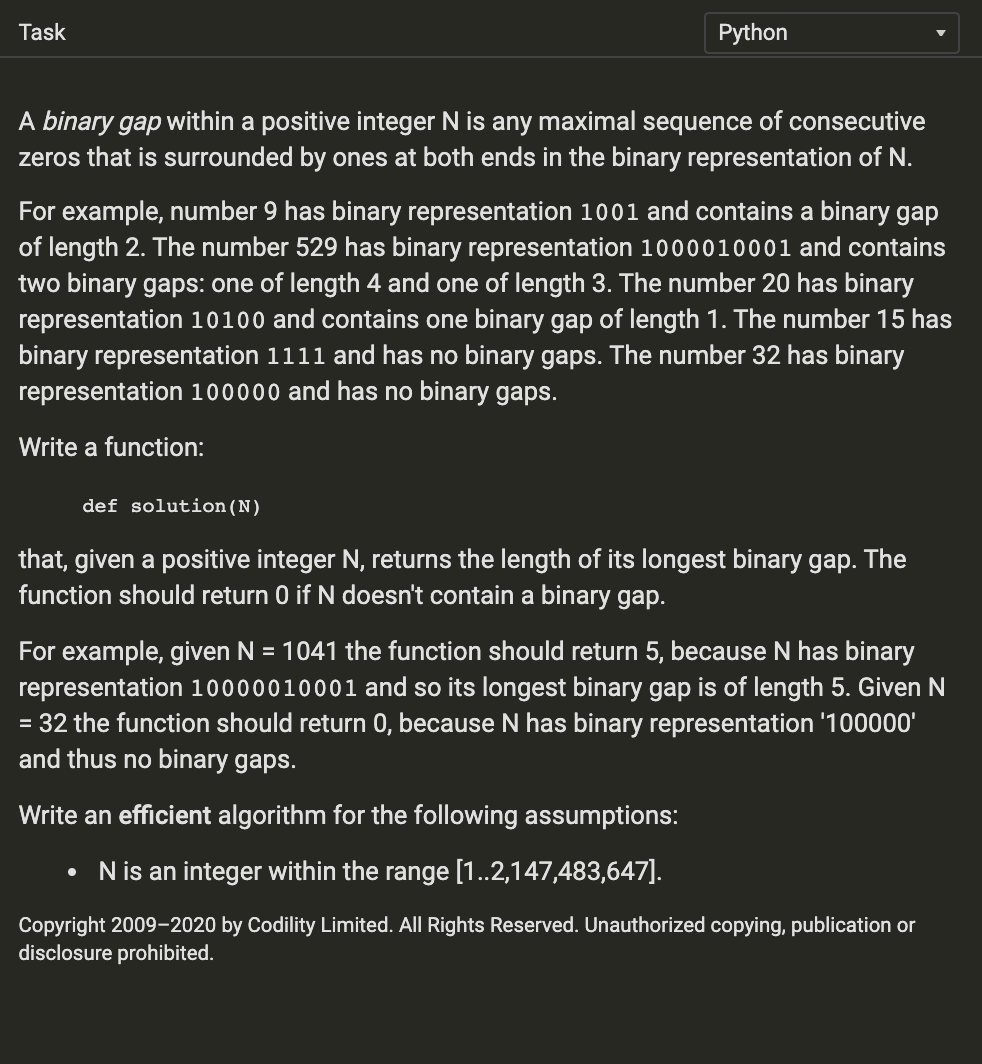 Task
Python
A binary gap within a positive integer N is any maximal sequence of consecutive
zeros that is surrounded by ones at both ends in the binary representation of N.
For example, number 9 has binary representation 1001 and contains a binary gap
of length 2. The number 529 has binary representation 1000010001 and contains
two binary gaps: one of length 4 and one of length 3. The number 20 has binary
representation 10100 and contains one binary gap of length 1. The number 15 has
binary representation 1111 and has no binary gaps. The number 32 has binary
representation 100000 and has no binary gaps.
Write a function:
def solution(N)
that, given a positive integer N, returns the length of its longest binary gap. The
function should return 0 if N doesn't contain a binary gap.
For example, given N = 1041 the function should return 5, because N has binary
representation 10000010001 and so its longest binary gap is of length 5. Given N
= 32 the function should return 0, because N has binary representation '100000'
and thus no binary gaps.
Write an efficient algorithm for the following assumptions:
• N is an integer within the range [1..2,147,483,647].
Copyright 2009–2020 by Codility Limited. All Rights Reserved. Unauthorized copying, publication or
disclosure prohibited.